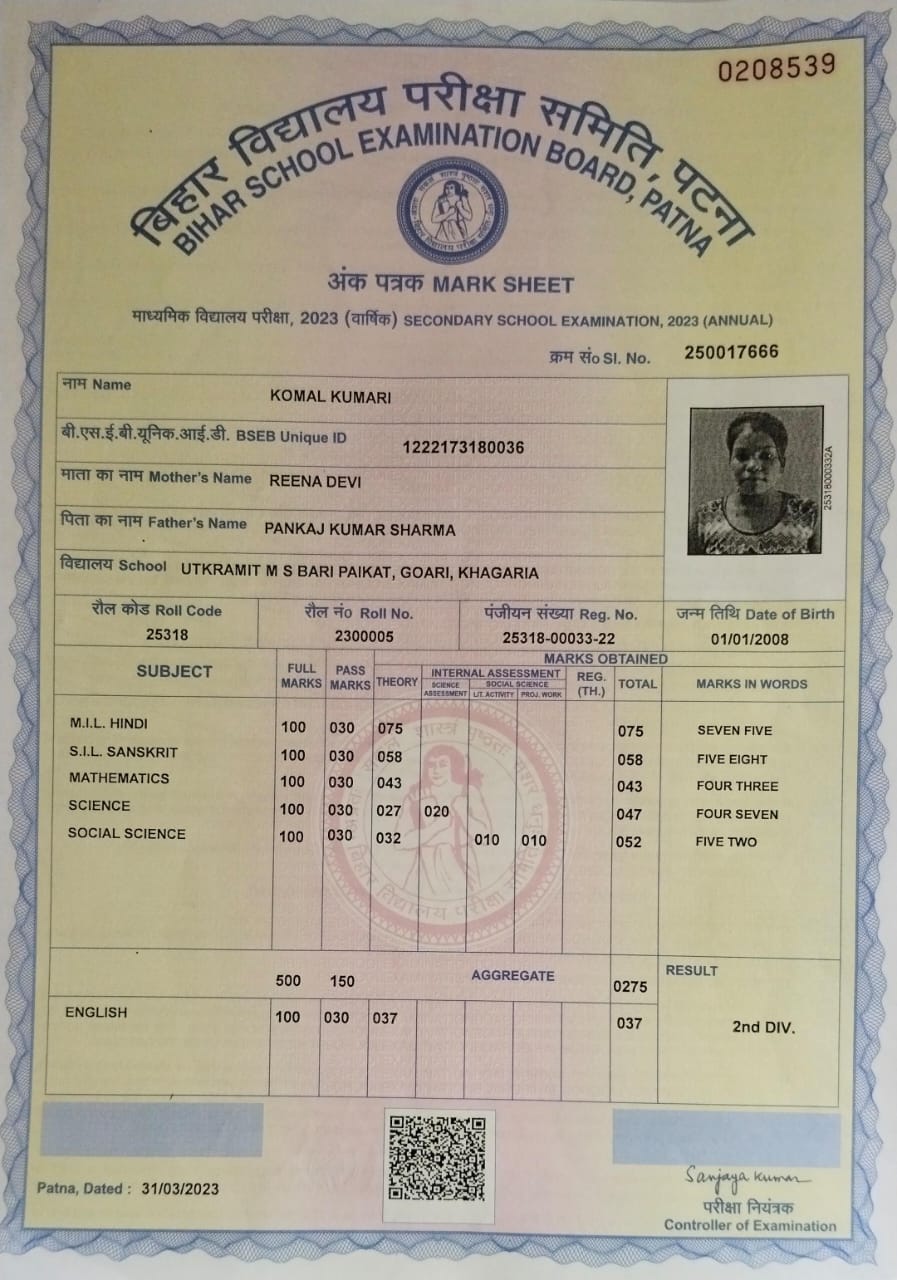 0208539
बिहार विद्यालय परीक्षा समिति, पटना
BIHAR SCHOOL EXAMINATION BOARD, PATNA
अंक पत्रक MARK SHEET
माध्यमिक विद्यालय परीक्षा, 2023 (वार्षिक) SECONDARY SCHOOL EXAMINATION, 2023 (ANNUAL)
क्रम सं० Sl. No. 250017666
नाम Name KOMAL KUMARI
बी.एस.ई.बी.यूनिक.आई.डी. BSEB Unique ID 1222173180036
माता का नाम Mother's Name REENA DEVI
पिता का नाम Father's Name PANKAJ KUMAR SHARMA
विद्यालय School UTKRAMIT M S BARI PAIKAT, GOARI, KHAGARIA
25318000332A
रौल कोड Roll Code रौल नं० Roll No. पंजीयन संख्या Reg. No. जन्म तिथि Date of Birth
25318 2300005 25318-00033-22 01/01/2008
SUBJECT FULL MARKS PASS MARKS MARKS OBTAINED
THEORY INTERNAL ASSESSMENT REG. (TH.) TOTAL MARKS IN WORDS
SCIENCE ASSESSMENT SOCIAL SCIENCE
LIT. ACTIVITY PROJ. WORK
M.I.L. HINDI 100 030 075 075 SEVEN FIVE
S.I.L. SANSKRIT 100 030 058 058 FIVE EIGHT
MATHEMATICS 100 030 043 043 FOUR THREE
SCIENCE 100 030 027 020 047 FOUR SEVEN
SOCIAL SCIENCE 100 030 032 010 010 052 FIVE TWO
500 150 AGGREGATE 0275 RESULT
ENGLISH 100 030 037 037 2nd DIV.
Patna, Dated : 31/03/2023
Sanjaya Kumar
परीक्षा नियंत्रक
Controller of Examination